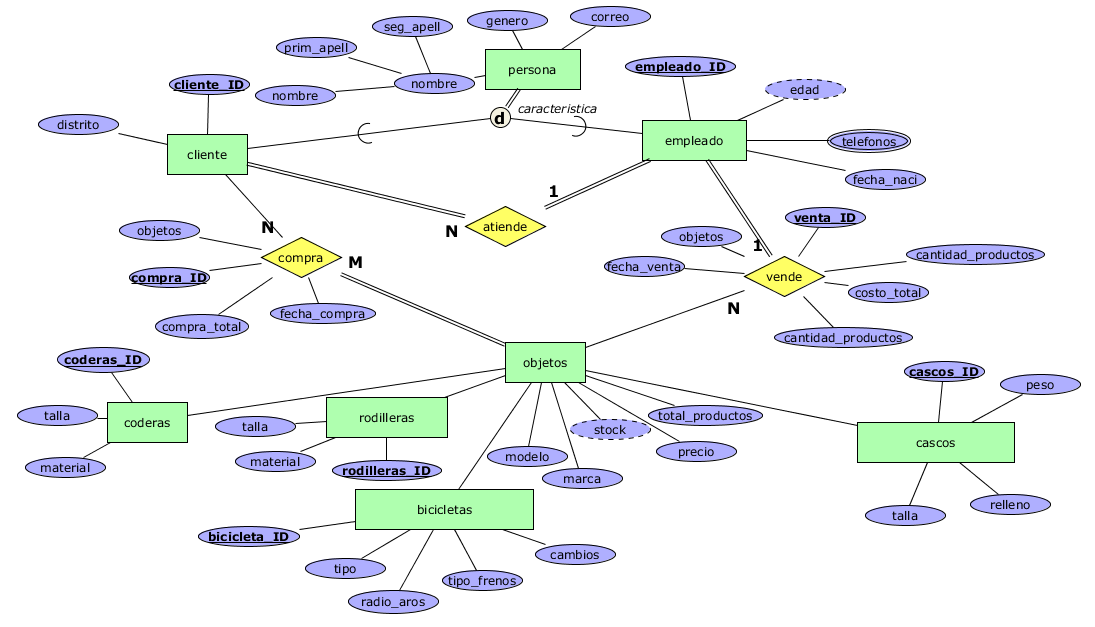 genero
correo
seg_apell
prim_apell
persona
empleado_ID
cliente_ID
nombre
nombre
edad
caracteristica
d
distrito
empleado
telefonos
cliente
fecha_naci
1
venta_ID
N
N
atiende
objetos
objetos
1
cantidad_productos
compra
M
fecha_venta
vende
compra_ID
costo_total
N
fecha_compra
compra_total
cantidad_productos
coderas_ID
objetos
cascos_ID
peso
talla
rodilleras
total_productos
coderas
talla
stock
cascos
precio
modelo
material
material
rodilleras_ID
marca
relleno
bicicletas
talla
bicicleta_ID
cambios
tipo
tipo_frenos
radio_aros